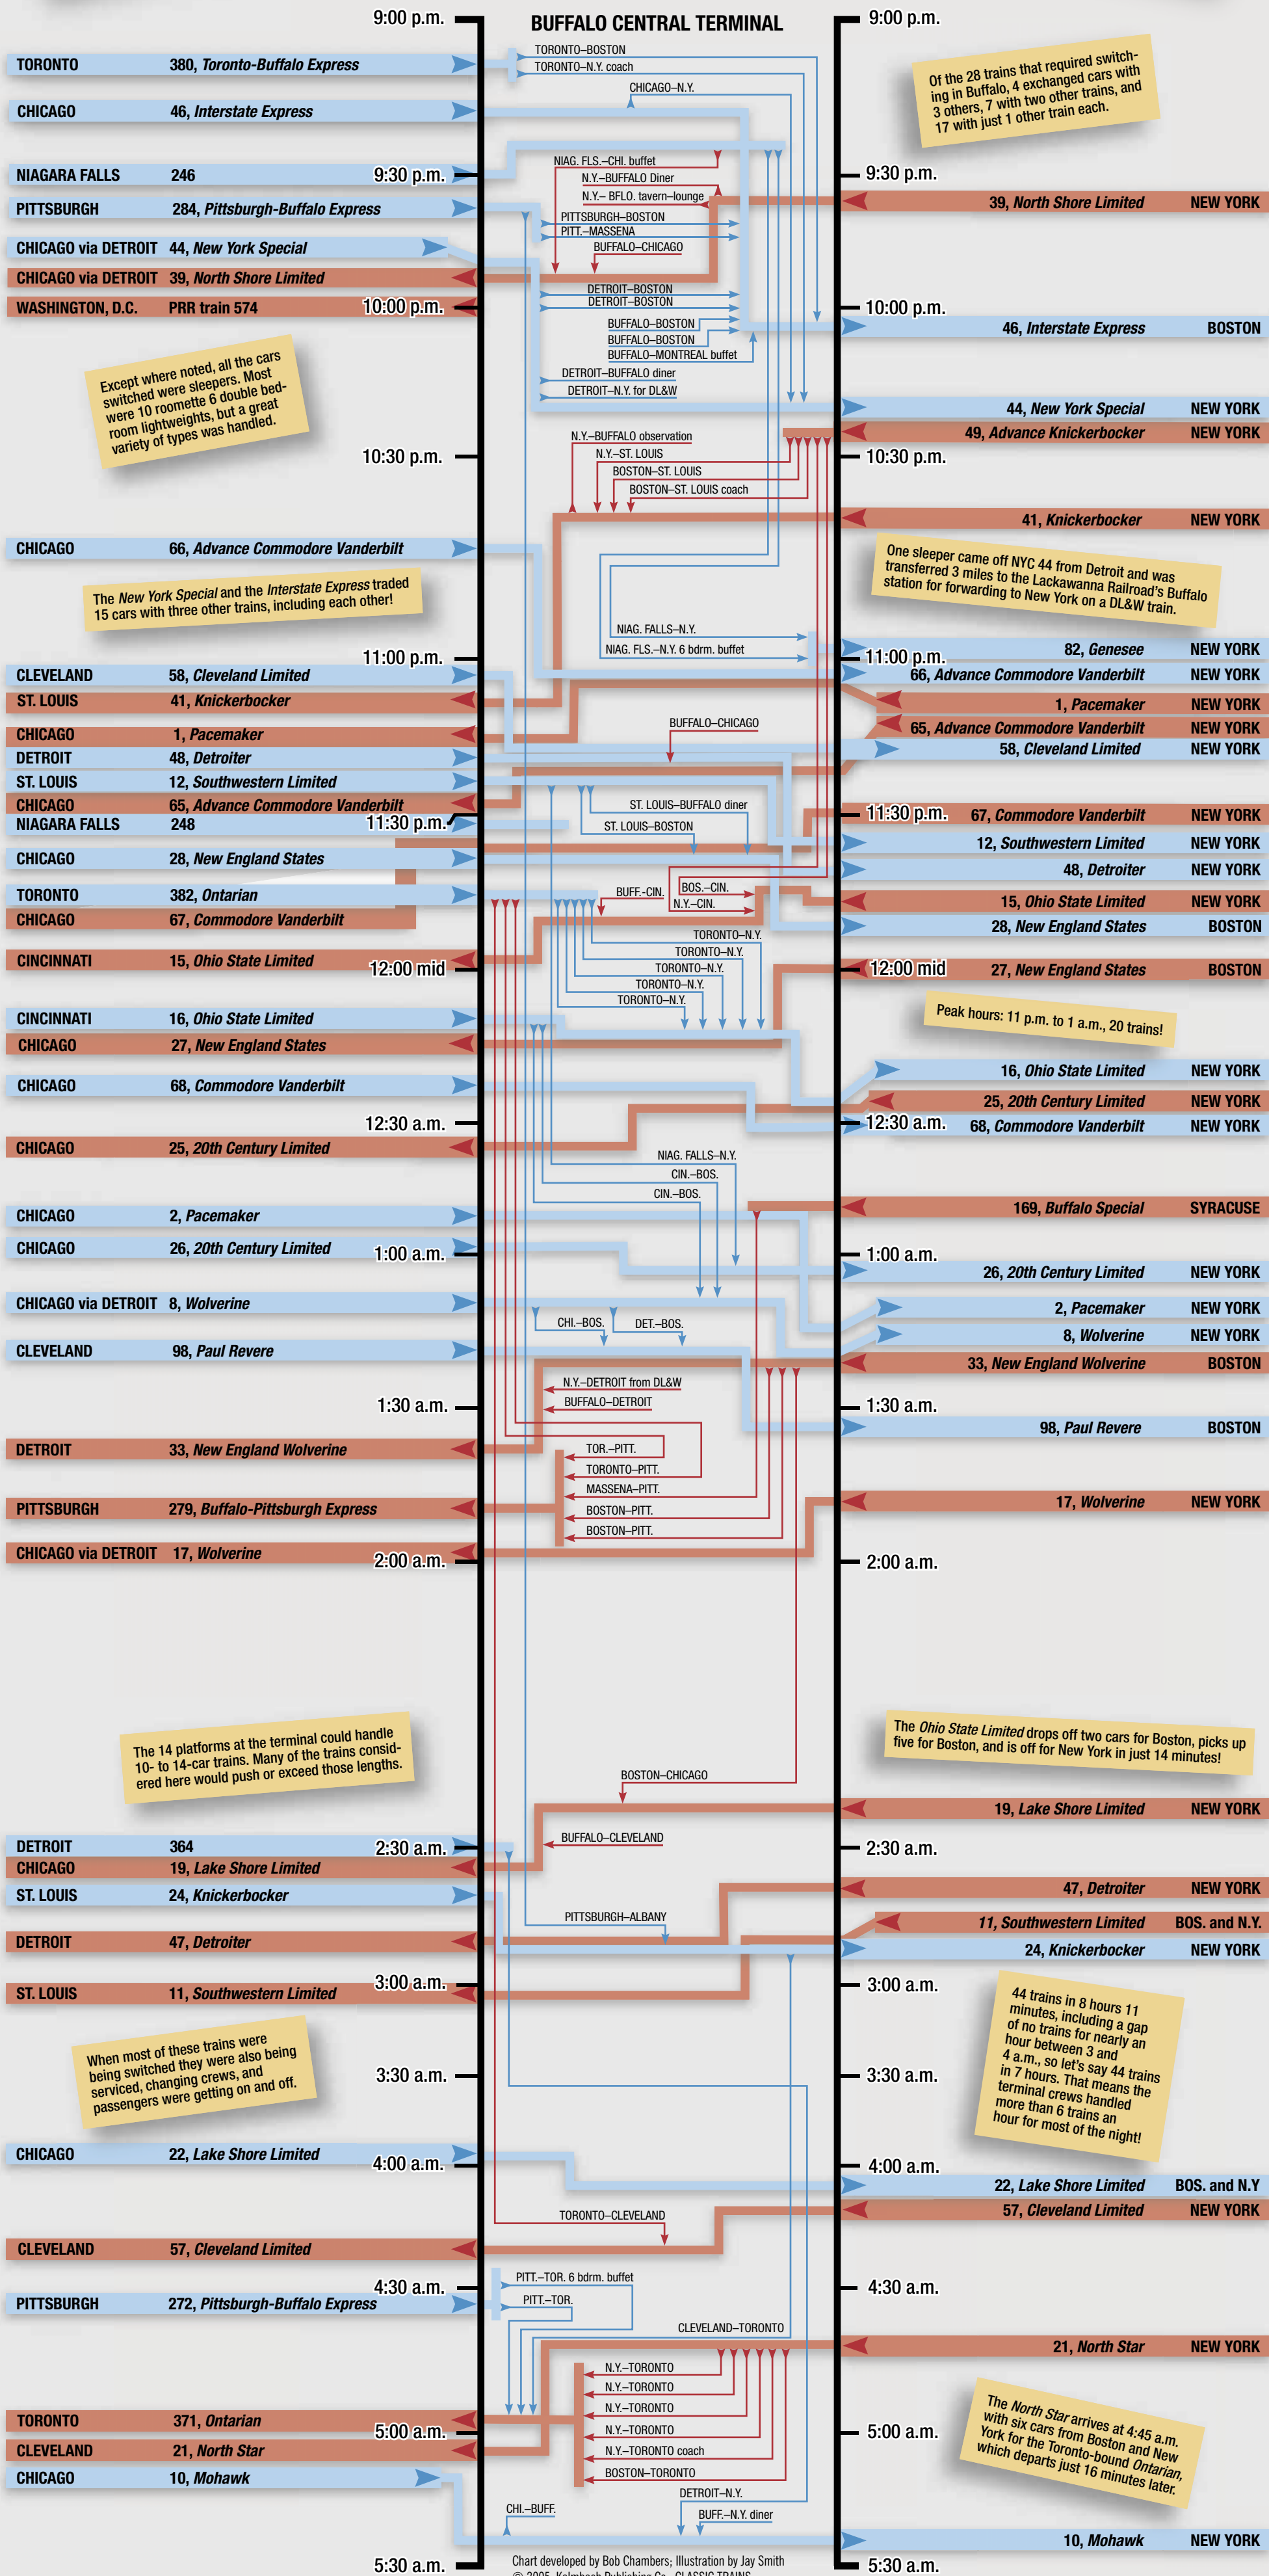 BUFFALO CENTRAL TERMINAL
9:00 p.m.
9:00 p.m.
TORONTO 380, Toronto-Buffalo Express
TORONTO–BOSTON
TORONTO–N.Y. coach
CHICAGO–N.Y.
Of the 28 trains that required switch-
ing in Buffalo, 4 exchanged cars with
3 others, 7 with two other trains, and
17 with just 1 other train each.
CHICAGO 46, Interstate Express
NIAGARA FALLS 246
9:30 p.m.
9:30 p.m.
NIAG. FLS.–CHI. buffet
N.Y.–BUFFALO Diner
N.Y.– BFLO. tavern–lounge
39, North Shore Limited NEW YORK
PITTSBURGH 284, Pittsburgh-Buffalo Express
PITTSBURGH–BOSTON
PITT.–MASSENA
BUFFALO–CHICAGO
CHICAGO via DETROIT 44, New York Special
CHICAGO via DETROIT 39, North Shore Limited
WASHINGTON, D.C. PRR train 574
10:00 p.m.
10:00 p.m.
DETROIT–BOSTON
DETROIT–BOSTON
BUFFALO–BOSTON
BUFFALO–BOSTON
BUFFALO–MONTREAL buffet
DETROIT–BUFFALO diner
DETROIT–N.Y. for DL&W
46, Interstate Express BOSTON
Except where noted, all the cars
switched were sleepers. Most
were 10 roomette 6 double bed-
room lightweights, but a great
variety of types was handled.
44, New York Special NEW YORK
49, Advance Knickerbocker NEW YORK
10:30 p.m.
10:30 p.m.
N.Y.–BUFFALO observation
N.Y.–ST. LOUIS
BOSTON–ST. LOUIS
BOSTON–ST. LOUIS coach
41, Knickerbocker NEW YORK
CHICAGO 66, Advance Commodore Vanderbilt
The New York Special and the Interstate Express traded
15 cars with three other trains, including each other!
One sleeper came off NYC 44 from Detroit and was
transferred 3 miles to the Lackawanna Railroad's Buffalo
station for forwarding to New York on a DL&W train.
NIAG. FALLS–N.Y.
NIAG. FLS.–N.Y. 6 bdrm. buffet
82, Genesee NEW YORK
11:00 p.m.
11:00 p.m.
66, Advance Commodore Vanderbilt NEW YORK
CLEVELAND 58, Cleveland Limited
ST. LOUIS 41, Knickerbocker
1, Pacemaker NEW YORK
65, Advance Commodore Vanderbilt NEW YORK
58, Cleveland Limited NEW YORK
CHICAGO 1, Pacemaker
BUFFALO–CHICAGO
DETROIT 48, Detroiter
ST. LOUIS 12, Southwestern Limited
CHICAGO 65, Advance Commodore Vanderbilt
NIAGARA FALLS 248
11:30 p.m.
11:30 p.m.
67, Commodore Vanderbilt NEW YORK
ST. LOUIS–BUFFALO diner
ST. LOUIS–BOSTON
12, Southwestern Limited NEW YORK
CHICAGO 28, New England States
48, Detroiter NEW YORK
TORONTO 382, Ontarian
BUFF.-CIN.
BOS.–CIN.
N.Y.–CIN.
15, Ohio State Limited NEW YORK
CHICAGO 67, Commodore Vanderbilt
28, New England States BOSTON
TORONTO–N.Y.
TORONTO–N.Y.
TORONTO–N.Y.
TORONTO–N.Y.
TORONTO–N.Y.
CINCINNATI 15, Ohio State Limited
12:00 mid
12:00 mid
27, New England States BOSTON
Peak hours: 11 p.m. to 1 a.m., 20 trains!
CINCINNATI 16, Ohio State Limited
CHICAGO 27, New England States
16, Ohio State Limited NEW YORK
CHICAGO 68, Commodore Vanderbilt
25, 20th Century Limited NEW YORK
12:30 a.m.
12:30 a.m.
68, Commodore Vanderbilt NEW YORK
CHICAGO 25, 20th Century Limited
NIAG. FALLS–N.Y.
CIN.–BOS.
CIN.–BOS.
169, Buffalo Special SYRACUSE
CHICAGO 2, Pacemaker
CHICAGO 26, 20th Century Limited
1:00 a.m.
1:00 a.m.
26, 20th Century Limited NEW YORK
CHICAGO via DETROIT 8, Wolverine
2, Pacemaker NEW YORK
CHI.–BOS.
DET.–BOS.
8, Wolverine NEW YORK
CLEVELAND 98, Paul Revere
33, New England Wolverine BOSTON
N.Y.–DETROIT from DL&W
BUFFALO–DETROIT
1:30 a.m.
1:30 a.m.
98, Paul Revere BOSTON
DETROIT 33, New England Wolverine
TOR.–PITT.
TORONTO–PITT.
MASSENA–PITT.
BOSTON–PITT.
BOSTON–PITT.
17, Wolverine NEW YORK
PITTSBURGH 279, Buffalo-Pittsburgh Express
CHICAGO via DETROIT 17, Wolverine
2:00 a.m.
2:00 a.m.
The 14 platforms at the terminal could handle
10- to 14-car trains. Many of the trains consid-
ered here would push or exceed those lengths.
The Ohio State Limited drops off two cars for Boston, picks up
five for Boston, and is off for New York in just 14 minutes!
BOSTON–CHICAGO
19, Lake Shore Limited NEW YORK
BUFFALO–CLEVELAND
DETROIT 364
2:30 a.m.
2:30 a.m.
CHICAGO 19, Lake Shore Limited
ST. LOUIS 24, Knickerbocker
47, Detroiter NEW YORK
PITTSBURGH–ALBANY
11, Southwestern Limited BOS. and N.Y.
DETROIT 47, Detroiter
24, Knickerbocker NEW YORK
3:00 a.m.
3:00 a.m.
ST. LOUIS 11, Southwestern Limited
44 trains in 8 hours 11
minutes, including a gap
of no trains for nearly an
hour between 3 and
4 a.m., so let's say 44 trains
in 7 hours. That means the
terminal crews handled
more than 6 trains an
hour for most of the night!
When most of these trains were
being switched they were also being
serviced, changing crews, and
passengers were getting on and off.
3:30 a.m.
3:30 a.m.
CHICAGO 22, Lake Shore Limited
4:00 a.m.
4:00 a.m.
22, Lake Shore Limited BOS. and N.Y
57, Cleveland Limited NEW YORK
TORONTO–CLEVELAND
CLEVELAND 57, Cleveland Limited
PITT.–TOR. 6 bdrm. buffet
PITT.–TOR.
4:30 a.m.
4:30 a.m.
PITTSBURGH 272, Pittsburgh-Buffalo Express
CLEVELAND–TORONTO
21, North Star NEW YORK
N.Y.–TORONTO
N.Y.–TORONTO
N.Y.–TORONTO
N.Y.–TORONTO
N.Y.–TORONTO coach
BOSTON–TORONTO
The North Star arrives at 4:45 a.m.
with six cars from Boston and New
York for the Toronto-bound Ontarian,
which departs just 16 minutes later.
TORONTO 371, Ontarian
5:00 a.m.
5:00 a.m.
CLEVELAND 21, North Star
CHICAGO 10, Mohawk
DETROIT–N.Y.
CHI.–BUFF.
BUFF.–N.Y. diner
10, Mohawk NEW YORK
5:30 a.m.
5:30 a.m.
Chart developed by Bob Chambers; Illustration by Jay Smith
© 2005, Kalmbach Publishing Co., CLASSIC TRAINS